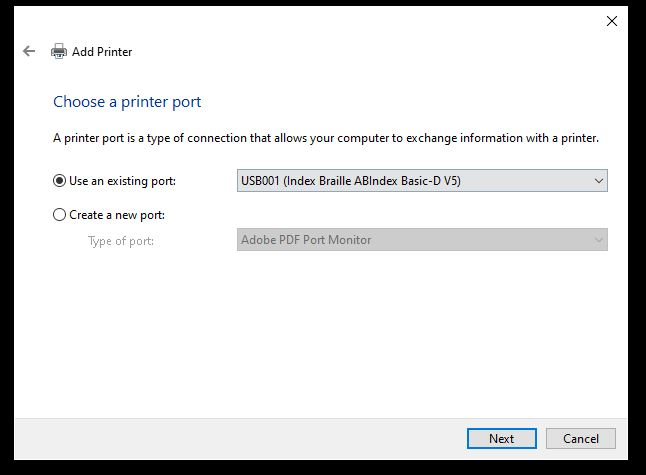 Add Printer
Choose a printer port
A printer port is a type of connection that allows your computer to exchange information with a printer.
Use an existing port:
USB001 (Index Braille ABIndex Basic-D V5)
Create a new port:
Type of port:
Adobe PDF Port Monitor
Next
Cancel